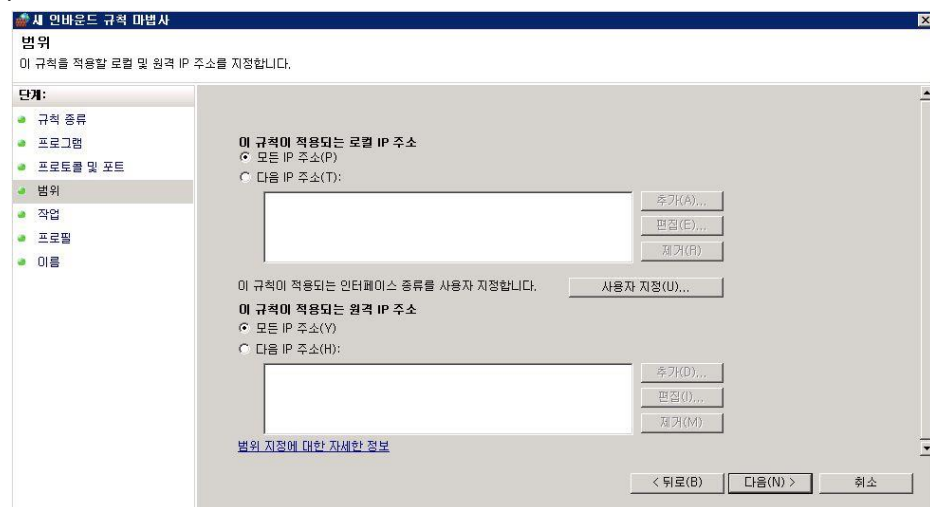 새 인바운드 규칙 마법사
범위
이 규칙을 적용할 로컬 및 원격 IP 주소를 지정합니다.
단계:
규칙 종류
프로그램
프로토콜 및 포트
범위
작업
프로필
이름
이 규칙이 적용되는 로컬 IP 주소
모든 IP 주소(P)
다음 IP 주소(T):
추가(A)...
편집(E)...
제거(R)
이 규칙이 적용되는 인터페이스 종류를 사용자 지정합니다.
사용자 지정(U)...
이 규칙이 적용되는 원격 IP 주소
모든 IP 주소(Y)
다음 IP 주소(H):
추가(D)...
편집(I)...
제거(M)
범위 지정에 대한 자세한 정보
< 뒤로(B)
다음(N) >
취소